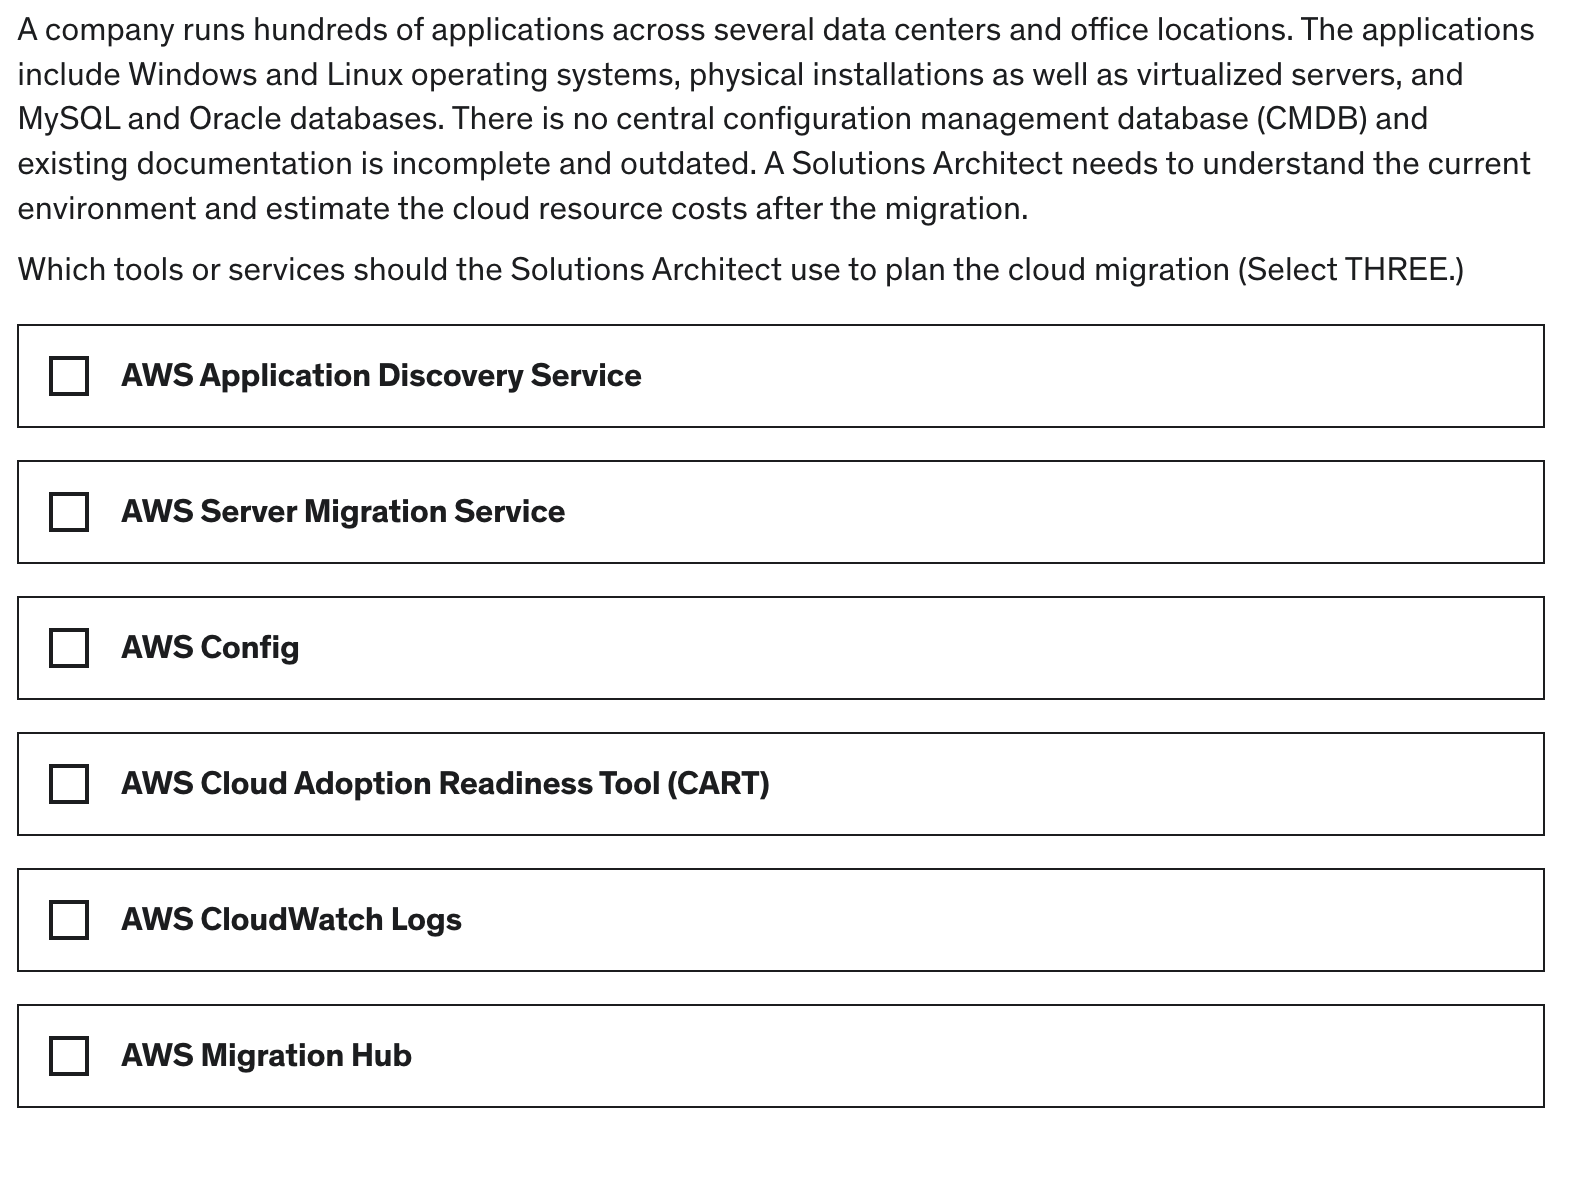 A company runs hundreds of applications across several data centers and office locations. The applications
include Windows and Linux operating systems, physical installations as well as virtualized servers, and
MySQL and Oracle databases. There is no central configuration management database (CMDB) and
existing documentation is incomplete and outdated. A Solutions Architect needs to understand the current
environment and estimate the cloud resource costs after the migration.
Which tools or services should the Solutions Architect use to plan the cloud migration (Select THREE.)
AWS Application Discovery Service
AWS Server Migration Service
AWS Config
AWS Cloud Adoption Readiness Tool (CART)
AWS CloudWatch Logs
AWS Migration Hub